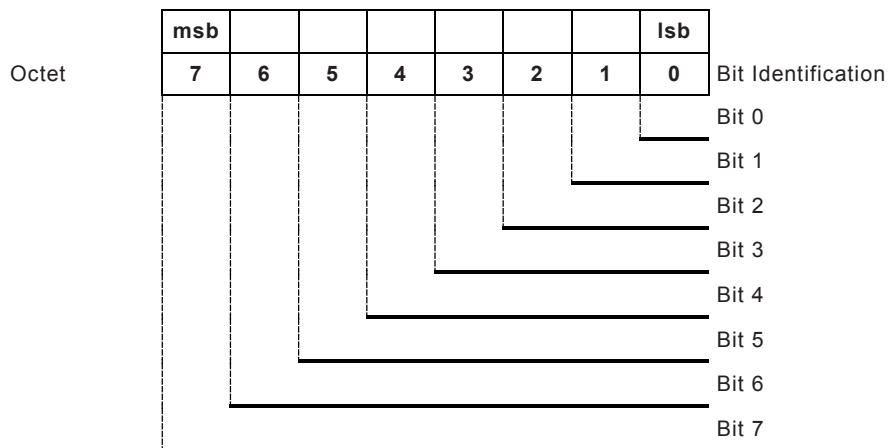 msb lsb
Octet 7 6 5 4 3 2 1 0 Bit Identification
Bit 0
Bit 1
Bit 2
Bit 3
Bit 4
Bit 5
Bit 6
Bit 7